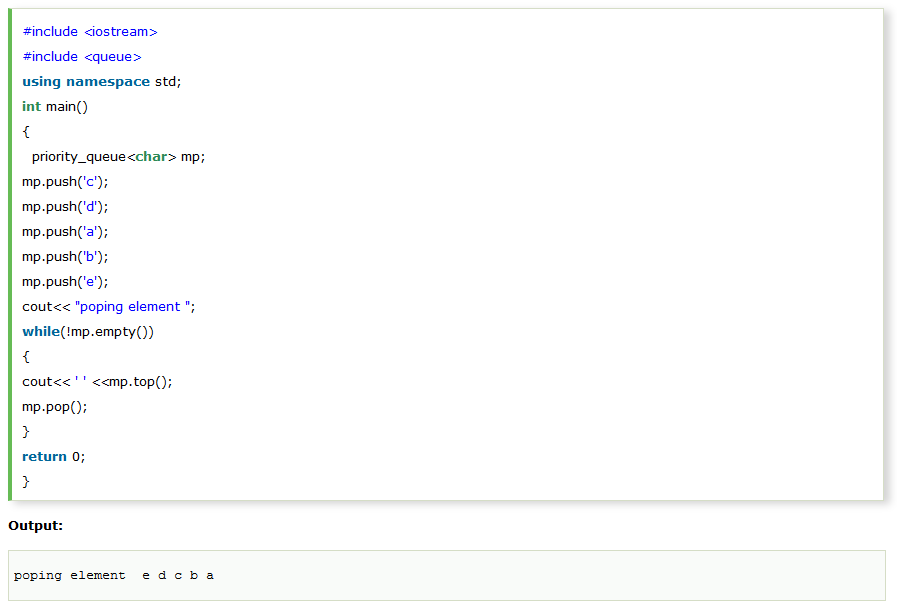 #include <iostream>
#include <queue>
using namespace std;
int main()
{
  priority_queue<char> mp;
mp.push('c');
mp.push('d');
mp.push('a');
mp.push('b');
mp.push('e');
cout<< "poping element ";
while(!mp.empty())
{
cout<< ' ' <<mp.top();
mp.pop();
}
return 0;
}
Output:
poping element  e d c b a